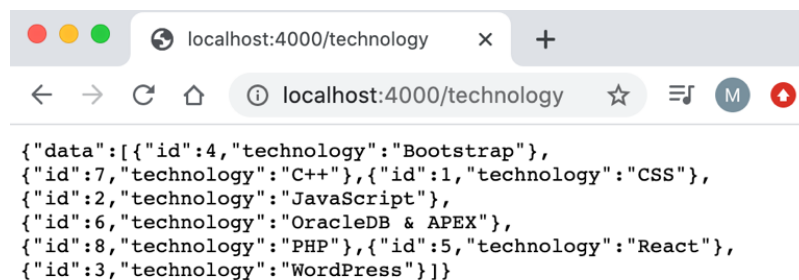 localhost:4000/technology
localhost:4000/technology
M
{"data":[{"id":4,"technology":"Bootstrap"},
{"id":7,"technology":"C++"},{"id":1,"technology":"CSS"},
{"id":2,"technology":"JavaScript"},
{"id":6,"technology":"OracleDB & APEX"},
{"id":8,"technology":"PHP"},{"id":5,"technology":"React"},
{"id":3,"technology":"WordPress"}]}